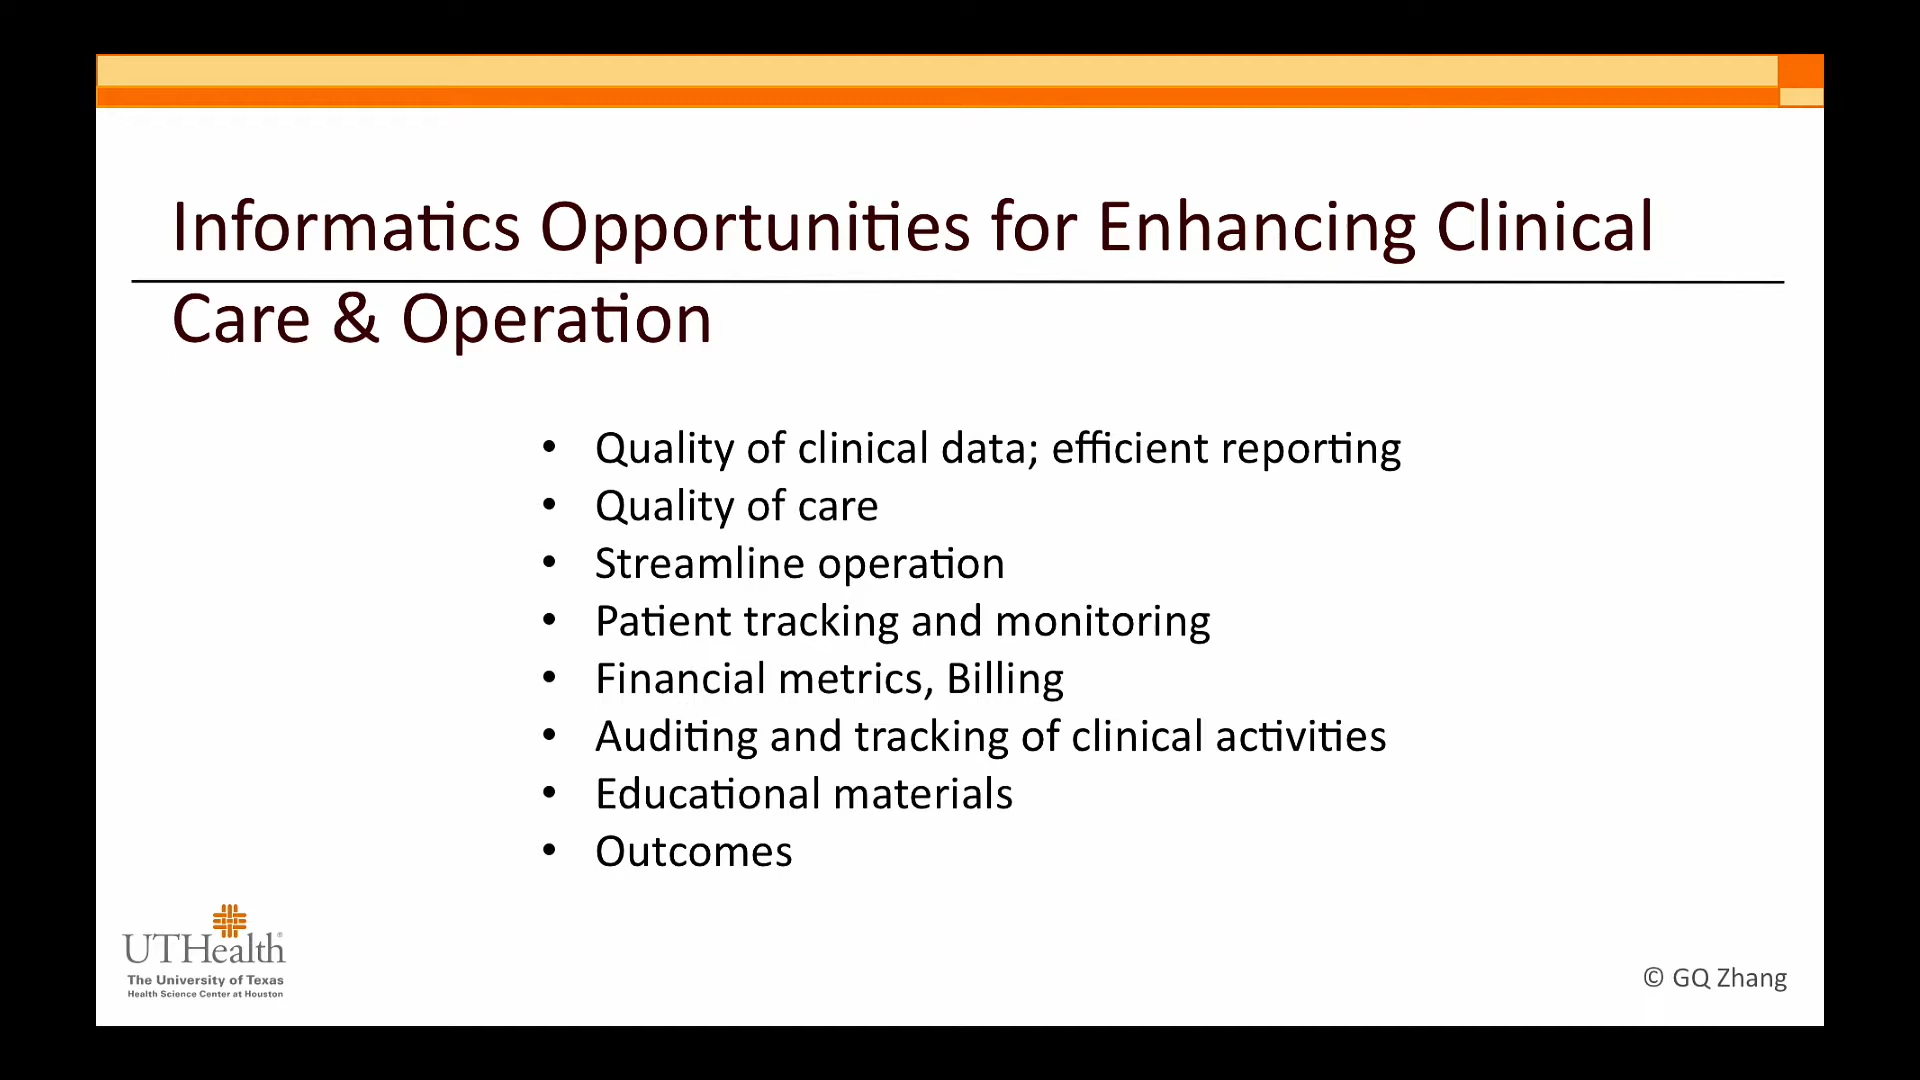 Informatics Opportunities for Enhancing Clinical
Care & Operation
• Quality of clinical data; efficient reporting
• Quality of care
• Streamline operation
• Patient tracking and monitoring
• Financial metrics, Billing
• Auditing and tracking of clinical activities
• Educational materials
• Outcomes
UTHealth®
The University of Texas
Health Science Center at Houston
© GQ Zhang